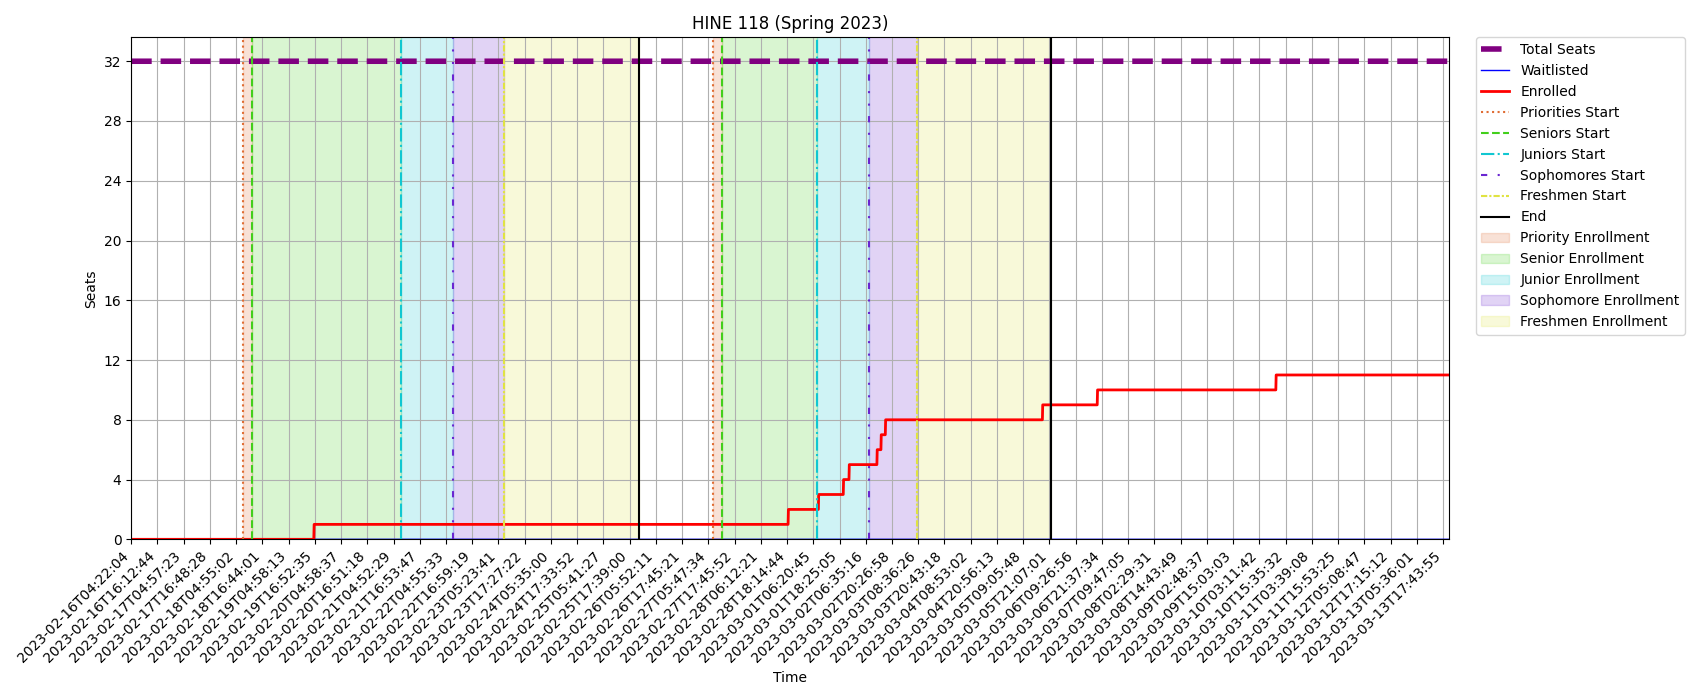 HINE 118 (Spring 2023)
Seats
32
28
24
20
16
12
8
4
0
2023-02-16T04:22:04
2023-02-16T16:12:44
2023-02-17T04:57:23
2023-02-17T16:48:28
2023-02-18T04:55:02
2023-02-18T16:44:01
2023-02-19T04:58:13
2023-02-19T16:52:35
2023-02-20T04:58:37
2023-02-20T16:51:18
2023-02-21T04:52:29
2023-02-21T16:53:47
2023-02-22T04:55:33
2023-02-22T16:59:19
2023-02-23T05:23:41
2023-02-23T17:27:22
2023-02-24T05:35:00
2023-02-24T17:33:52
2023-02-25T05:41:27
2023-02-25T17:39:00
2023-02-26T05:52:11
2023-02-26T17:45:21
2023-02-27T05:47:34
2023-02-27T17:45:52
2023-02-28T06:12:21
2023-02-28T18:14:44
2023-03-01T06:20:45
2023-03-01T18:25:05
2023-03-02T06:35:16
2023-03-02T20:26:58
2023-03-03T08:36:26
2023-03-03T20:43:18
2023-03-04T08:53:02
2023-03-04T20:56:13
2023-03-05T09:05:48
2023-03-05T21:07:01
2023-03-06T09:26:56
2023-03-06T21:37:34
2023-03-07T09:47:05
2023-03-08T02:29:31
2023-03-08T14:43:49
2023-03-09T02:48:37
2023-03-09T15:03:03
2023-03-10T03:11:42
2023-03-10T15:35:32
2023-03-11T03:39:08
2023-03-11T15:53:25
2023-03-12T05:08:47
2023-03-12T17:15:12
2023-03-13T05:36:01
2023-03-13T17:43:55
Time
Total Seats
Waitlisted
Enrolled
Priorities Start
Seniors Start
Juniors Start
Sophomores Start
Freshmen Start
End
Priority Enrollment
Senior Enrollment
Junior Enrollment
Sophomore Enrollment
Freshmen Enrollment